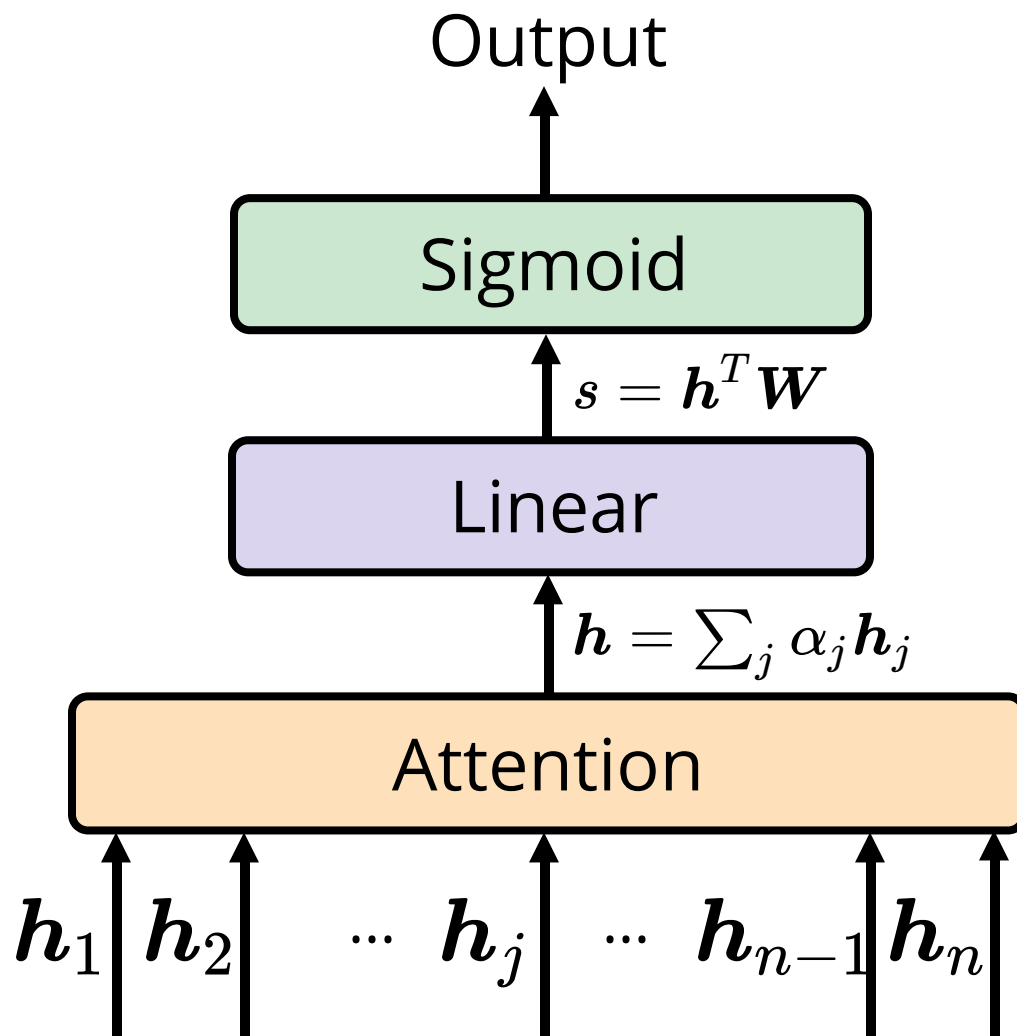 Output
Sigmoid
s = h^T W
Linear
h = ∑_j α_j h_j
Attention
h_1 h_2 ... h_j ... h_{n−1} h_n